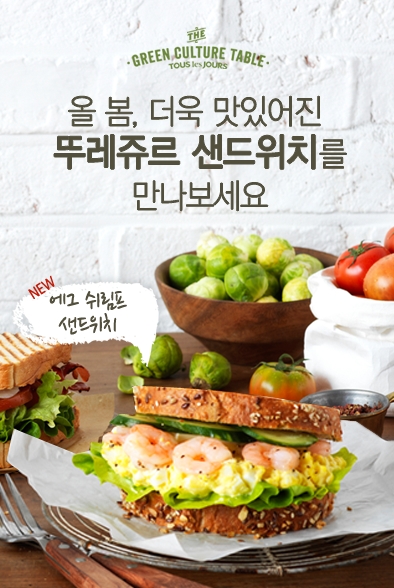 THE
GREEN CULTURE TABLE
TOUS les JOURS
올 봄, 더욱 맛있어진
뚜레쥬르 샌드위치를
만나보세요
NEW
에그 쉬림프
샌드위치